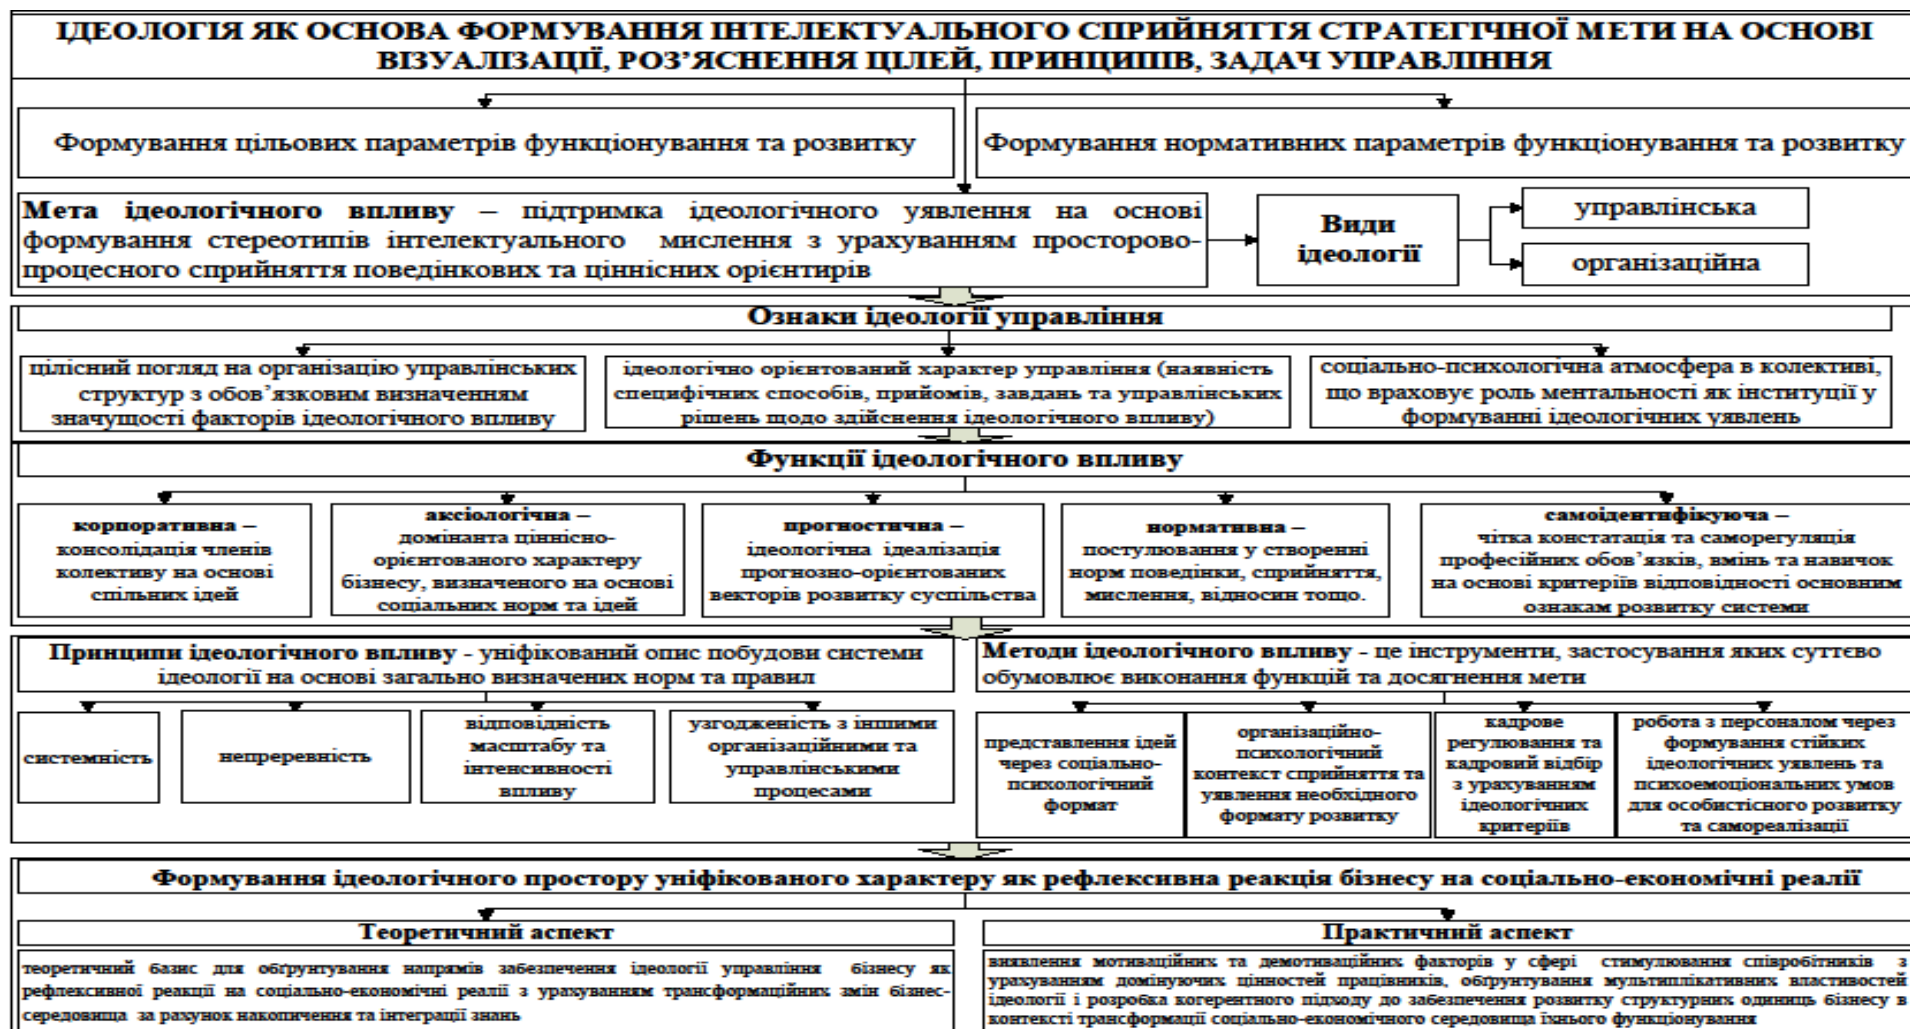 ІДЕОЛОГІЯ ЯК ОСНОВА ФОРМУВАННЯ ІНТЕЛЕКТУАЛЬНОГО СПРИЙНЯТТЯ СТРАТЕГІЧНОЇ МЕТИ НА ОСНОВІ
ВІЗУАЛІЗАЦІЇ, РОЗ’ЯСНЕННЯ ЦІЛЕЙ, ПРИНЦИПІВ, ЗАДАЧ УПРАВЛІННЯ
Формування цільових параметрів функціонування та розвитку
Формування нормативних параметрів функціонування та розвитку
Мета ідеологічного впливу – підтримка ідеологічного уявлення на основі
формування стереотипів інтелектуального мислення з урахуванням просторово-
процесного сприйняття поведінкових та ціннісних орієнтирів
Види
ідеології
управлінська
організаційна
Ознаки ідеології управління
цілісний погляд на організацію управлінських
структур з обов’язковим визначенням
значущості факторів ідеологічного впливу
ідеологічно орієнтований характер управління (наявність
специфічних способів, прийомів, завдань та управлінських
рішень щодо здійснення ідеологічного впливу)
соціально-психологічна атмосфера в колективі,
що враховує роль ментальності як інституції у
формуванні ідеологічних уявлень
Функції ідеологічного впливу
корпоративна –
консолідація членів
колективу на основі
спільних ідей
аксіологічна –
домінанта ціннісно-
орієнтованого характеру
бізнесу, визначеного на основі
соціальних норм та ідей
прогностична –
ідеологічна ідеалізація
прогнозно-орієнтованих
векторів розвитку суспільства
нормативна –
постулювання у створенні
норм поведінки, сприйняття,
мислення, відносин тощо.
самоідентифікуюча –
чітка констатація та саморегуляція
професійних обов’язків, вмінь та навичок
на основі критеріїв відповідності основним
ознакам розвитку системи
Принципи ідеологічного впливу - уніфікований опис побудови системи
ідеології на основі загально визначених норм та правил
системність
непреревність
відповідність
масштабу та
інтенсивності
впливу
узгодженість з іншими
організаційними та
управлінськими
процесами
Методи ідеологічного впливу - це інструменти, застосування яких суттєво
обумовлює виконання функцій та досягнення мети
представлення ідей
через соціально-
психологічний
формат
організаційно-
психологічний
контекст сприйняття та
уявлення необхідного
формату розвитку
кадрове
регулювання та
кадровий відбір
з урахуванням
ідеологічних
критеріїв
робота з персоналом через
формування стійких
ідеологічних уявлень та
психоемоціональних умов
для особистісного розвитку
та самореалізації
Формування ідеологічного простору уніфікованого характеру як рефлексивна реакція бізнесу на соціально-економічні реалії
Теоретичний аспект
теоретичний базис для обґрунтування напрямів забезпечення ідеології управління бізнесу як
рефлексивної реакції на соціально-економічні реалії з урахуванням трансформаційних змін бізнес-
середовища за рахунок накопичення та інтеграції знань
Практичний аспект
виявлення мотиваційних та демотиваційних факторів у сфері стимулювання співробітників з
урахуванням домінуючих цінностей працівників, обґрунтування мультиплікативних властивостей
ідеології і розробка когерентного підходу до забезпечення розвитку структурних одиниць бізнесу в
контексті трансформації соціально-економічного середовища їхнього функціонування